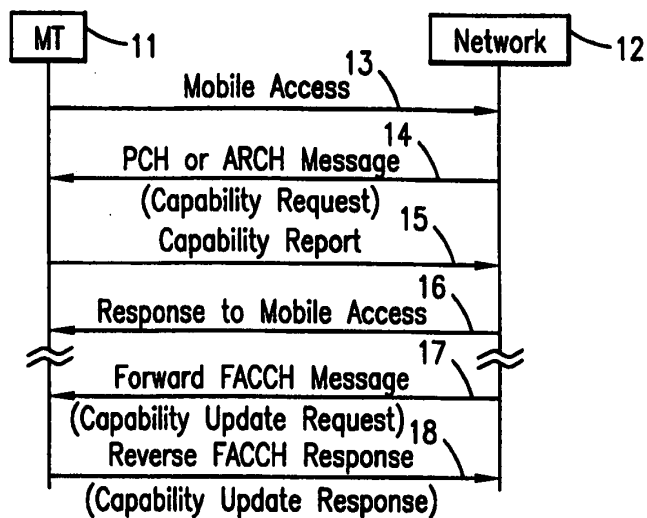 MT
11
Network
12
13
Mobile Access
14
PCH or ARCH Message
(Capability Request)
15
Capability Report
16
Response to Mobile Access
17
Forward FACCH Message
(Capability Update Request)
18
Reverse FACCH Response
(Capability Update Response)